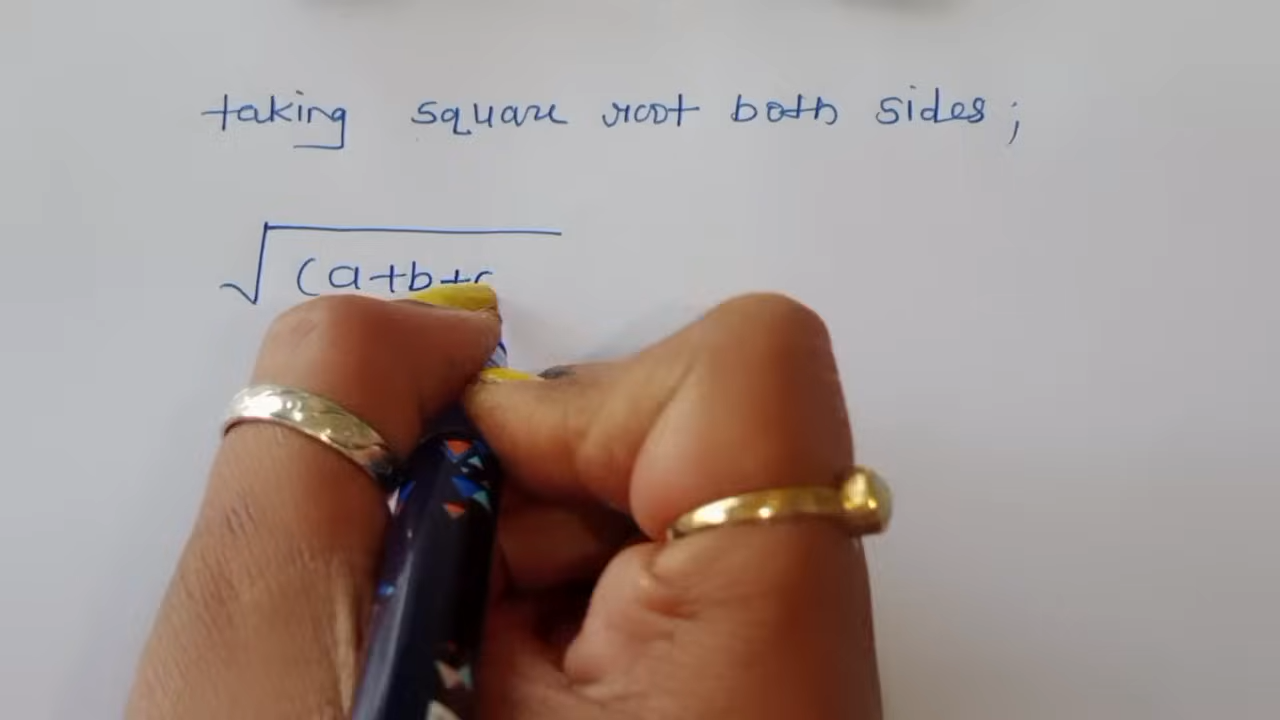 taking square root both sides;
√(a+b+c